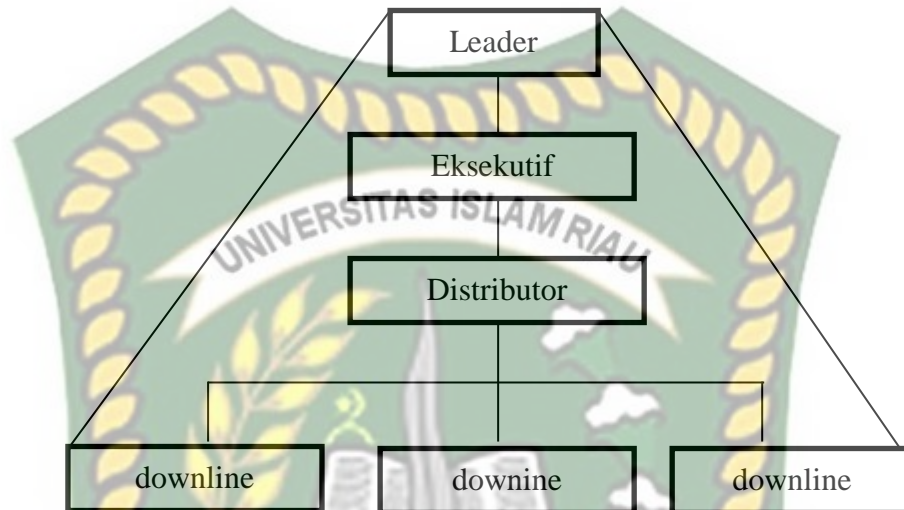 Leader
Eksekutif
UNIVERSITAS ISLAM RIAU
Distributor
downline downine downline